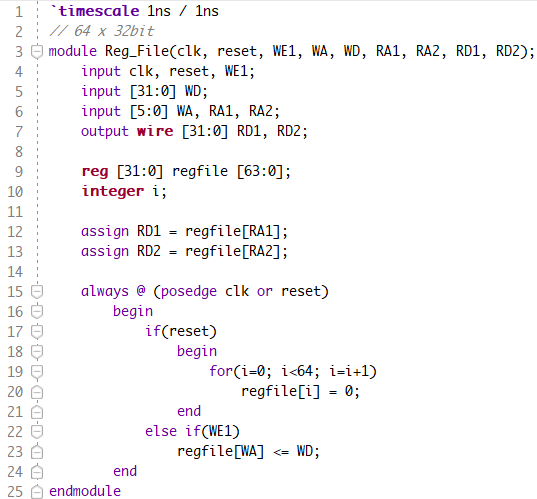 1 `timescale 1ns / 1ns
2 // 64 x 32bit
3 module Reg_File(clk, reset, WE1, WA, WD, RA1, RA2, RD1, RD2);
4     input clk, reset, WE1;
5     input [31:0] WD;
6     input [5:0] WA, RA1, RA2;
7     output wire [31:0] RD1, RD2;
8
9     reg [31:0] regfile [63:0];
10     integer i;
11
12     assign RD1 = regfile[RA1];
13     assign RD2 = regfile[RA2];
14
15     always @ (posedge clk or reset)
16         begin
17             if(reset)
18                 begin
19                     for(i=0; i<64; i=i+1)
20                         regfile[i] = 0;
21                 end
22             else if(WE1)
23                 regfile[WA] <= WD;
24         end
25 endmodule